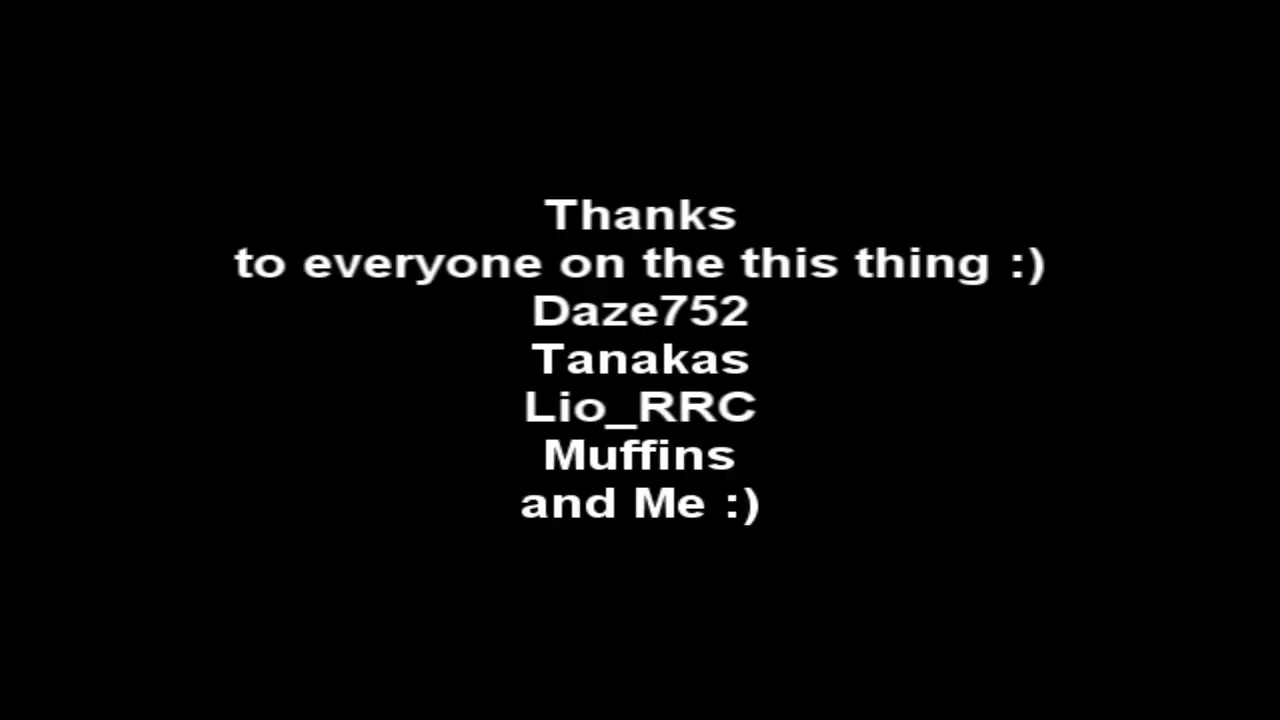 Thanks
to everyone on the this thing :)
Daze752
Tanakas
Lio_RRC
Muffins
and Me :)